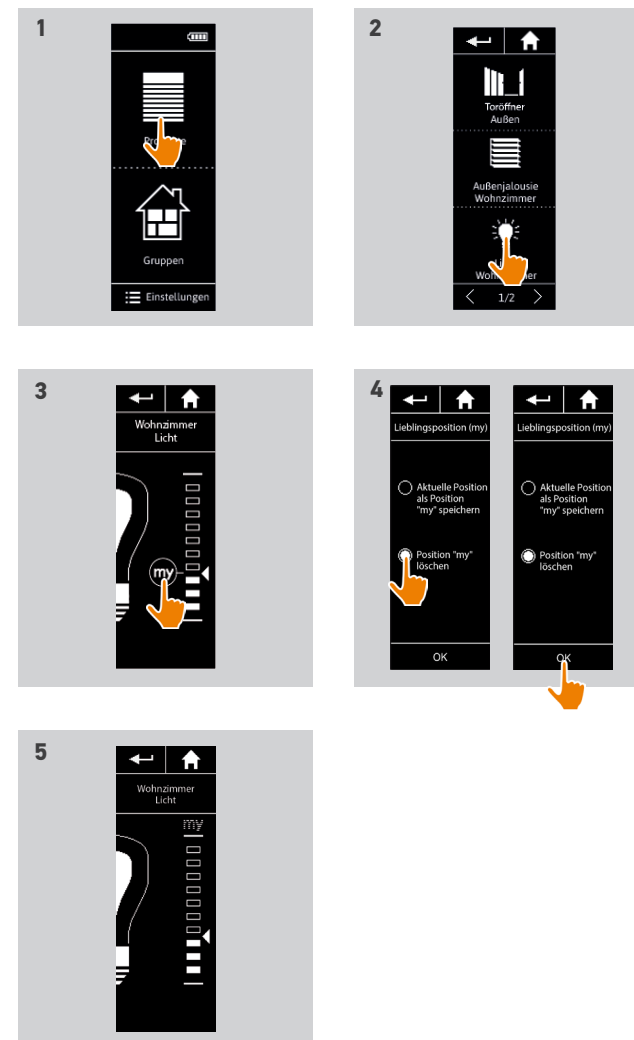 1
Gruppen
Einstellungen
2
Toröffner
Außen
Außenjalousie
Wohnzimmer
1/2
3
Wohnzimmer
Licht
my
4
Lieblingsposition (my)
Aktuelle Position
als Position
"my" speichern
Position "my"
löschen
OK
Lieblingsposition (my)
Aktuelle Position
als Position
"my" speichern
Position "my"
löschen
OK
5
Wohnzimmer
Licht
my